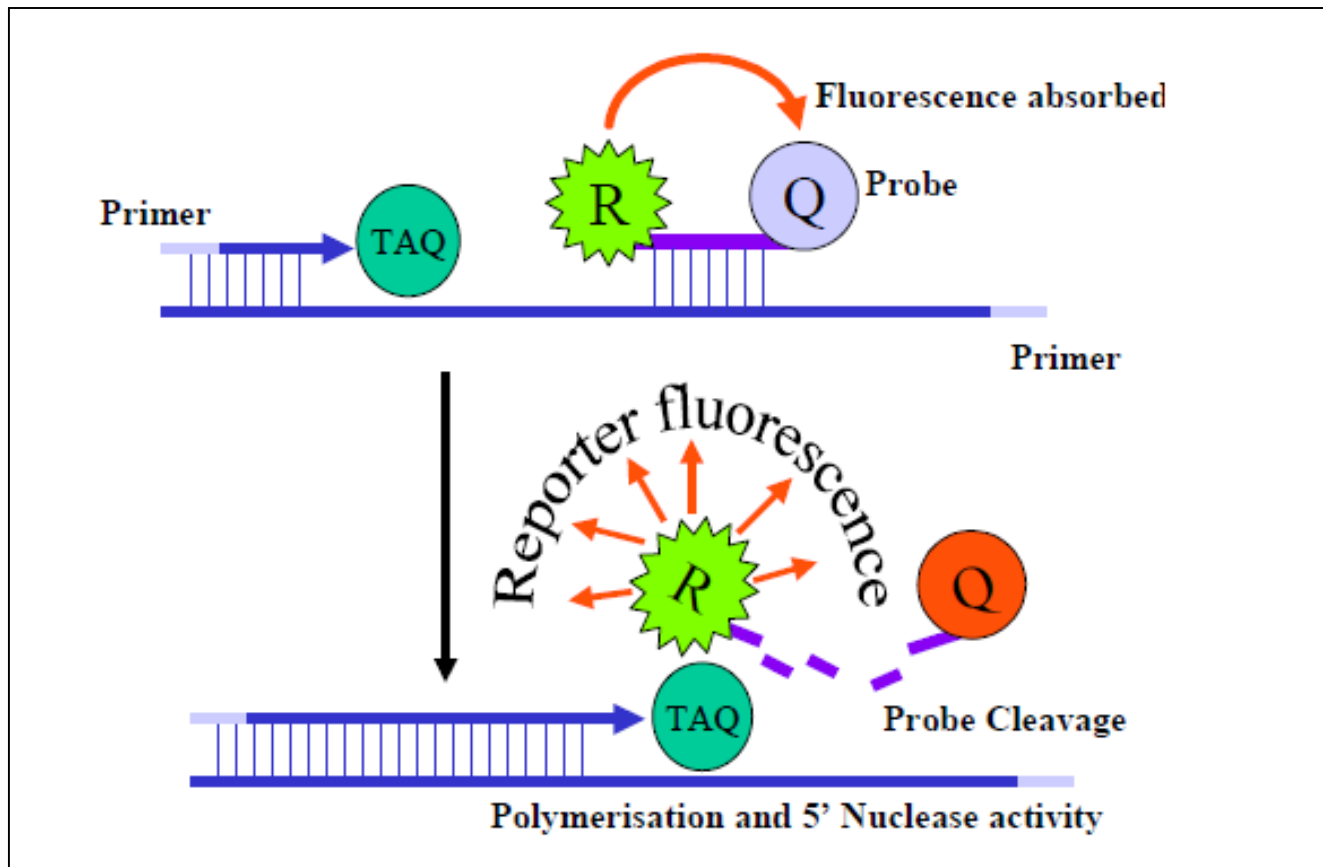 Fluorescence absorbed
R
Q
Probe
Primer
TAQ
Primer
Reporter fluorescence
R
Q
TAQ
Probe Cleavage
Polymerisation and 5’ Nuclease activity